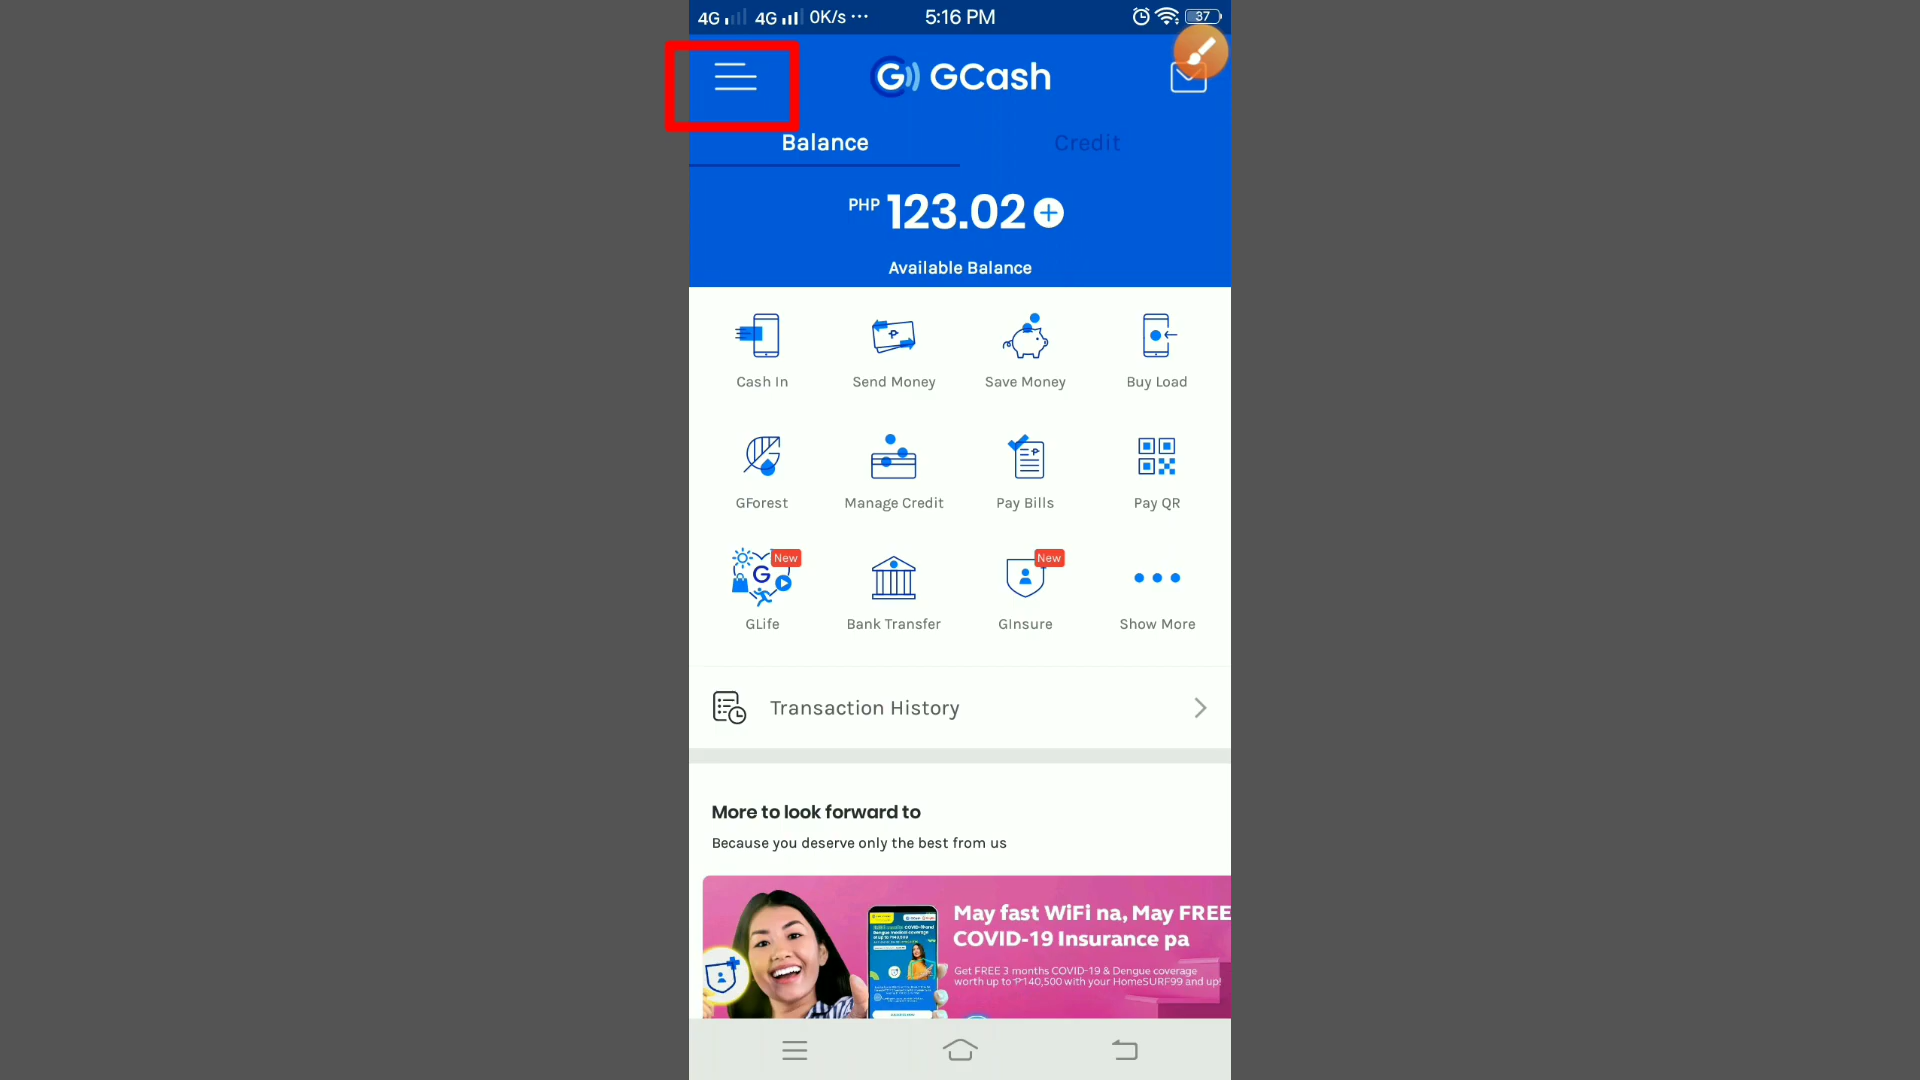 4G 4G 0K/s ··· 5:16 PM 37
GCash
Balance Credit
PHP 123.02
Available Balance
Cash In Send Money Save Money Buy Load
GForest Manage Credit Pay Bills Pay QR
New New
GLife Bank Transfer GInsure Show More
Transaction History
More to look forward to
Because you deserve only the best from us
May fast WiFi na, May FREE
COVID-19 Insurance pa
Get FREE 3 months COVID-19 & Dengue coverage
worth up to ₱140,500 with your HomeSURF99 and up!